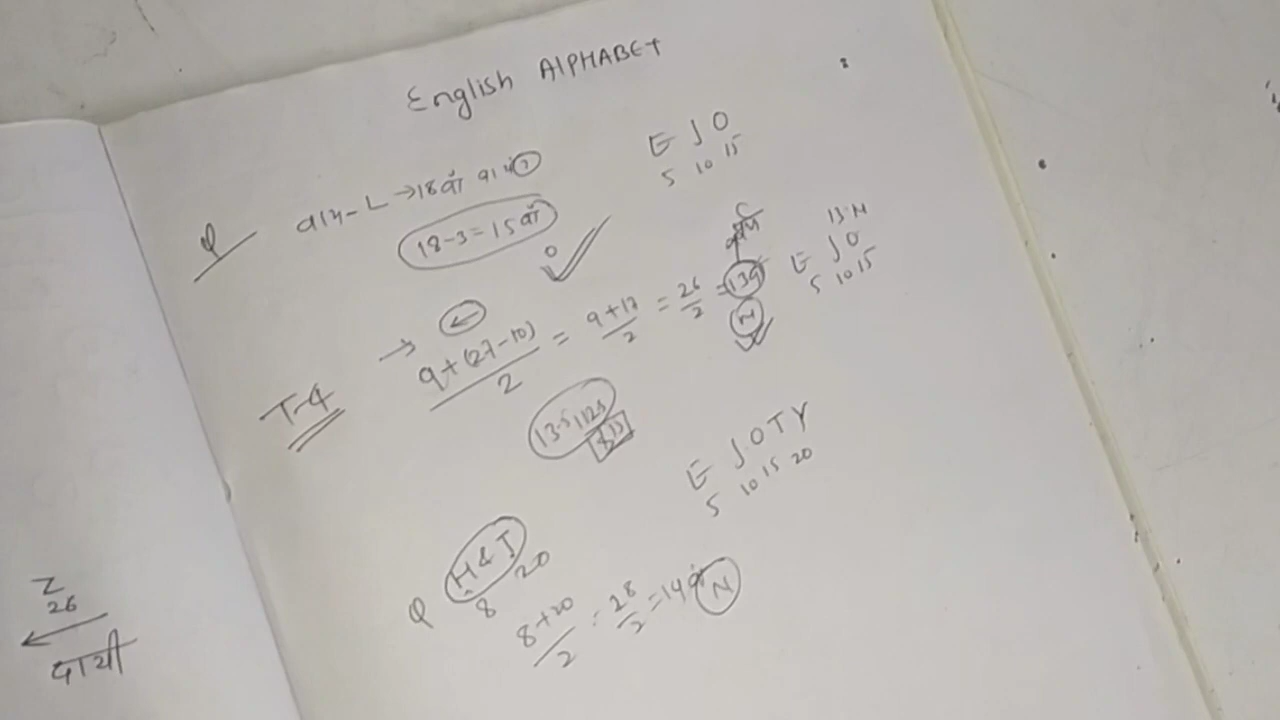 English ALPHABET
E J O
5 10 15
Q दायें-L→18वाँ बायें?
18-3=15वाँ
O
13 N
E J O
5 10 15
←
T-4 → 9+(27-10)/2 = 9+17/2 = 26/2 = 13वाँ
N
E J O T Y
5 10 15 20
Q H & T
8 20
8+20/2 = 28/2 = 14वाँ N
Z
26
←
दायीं